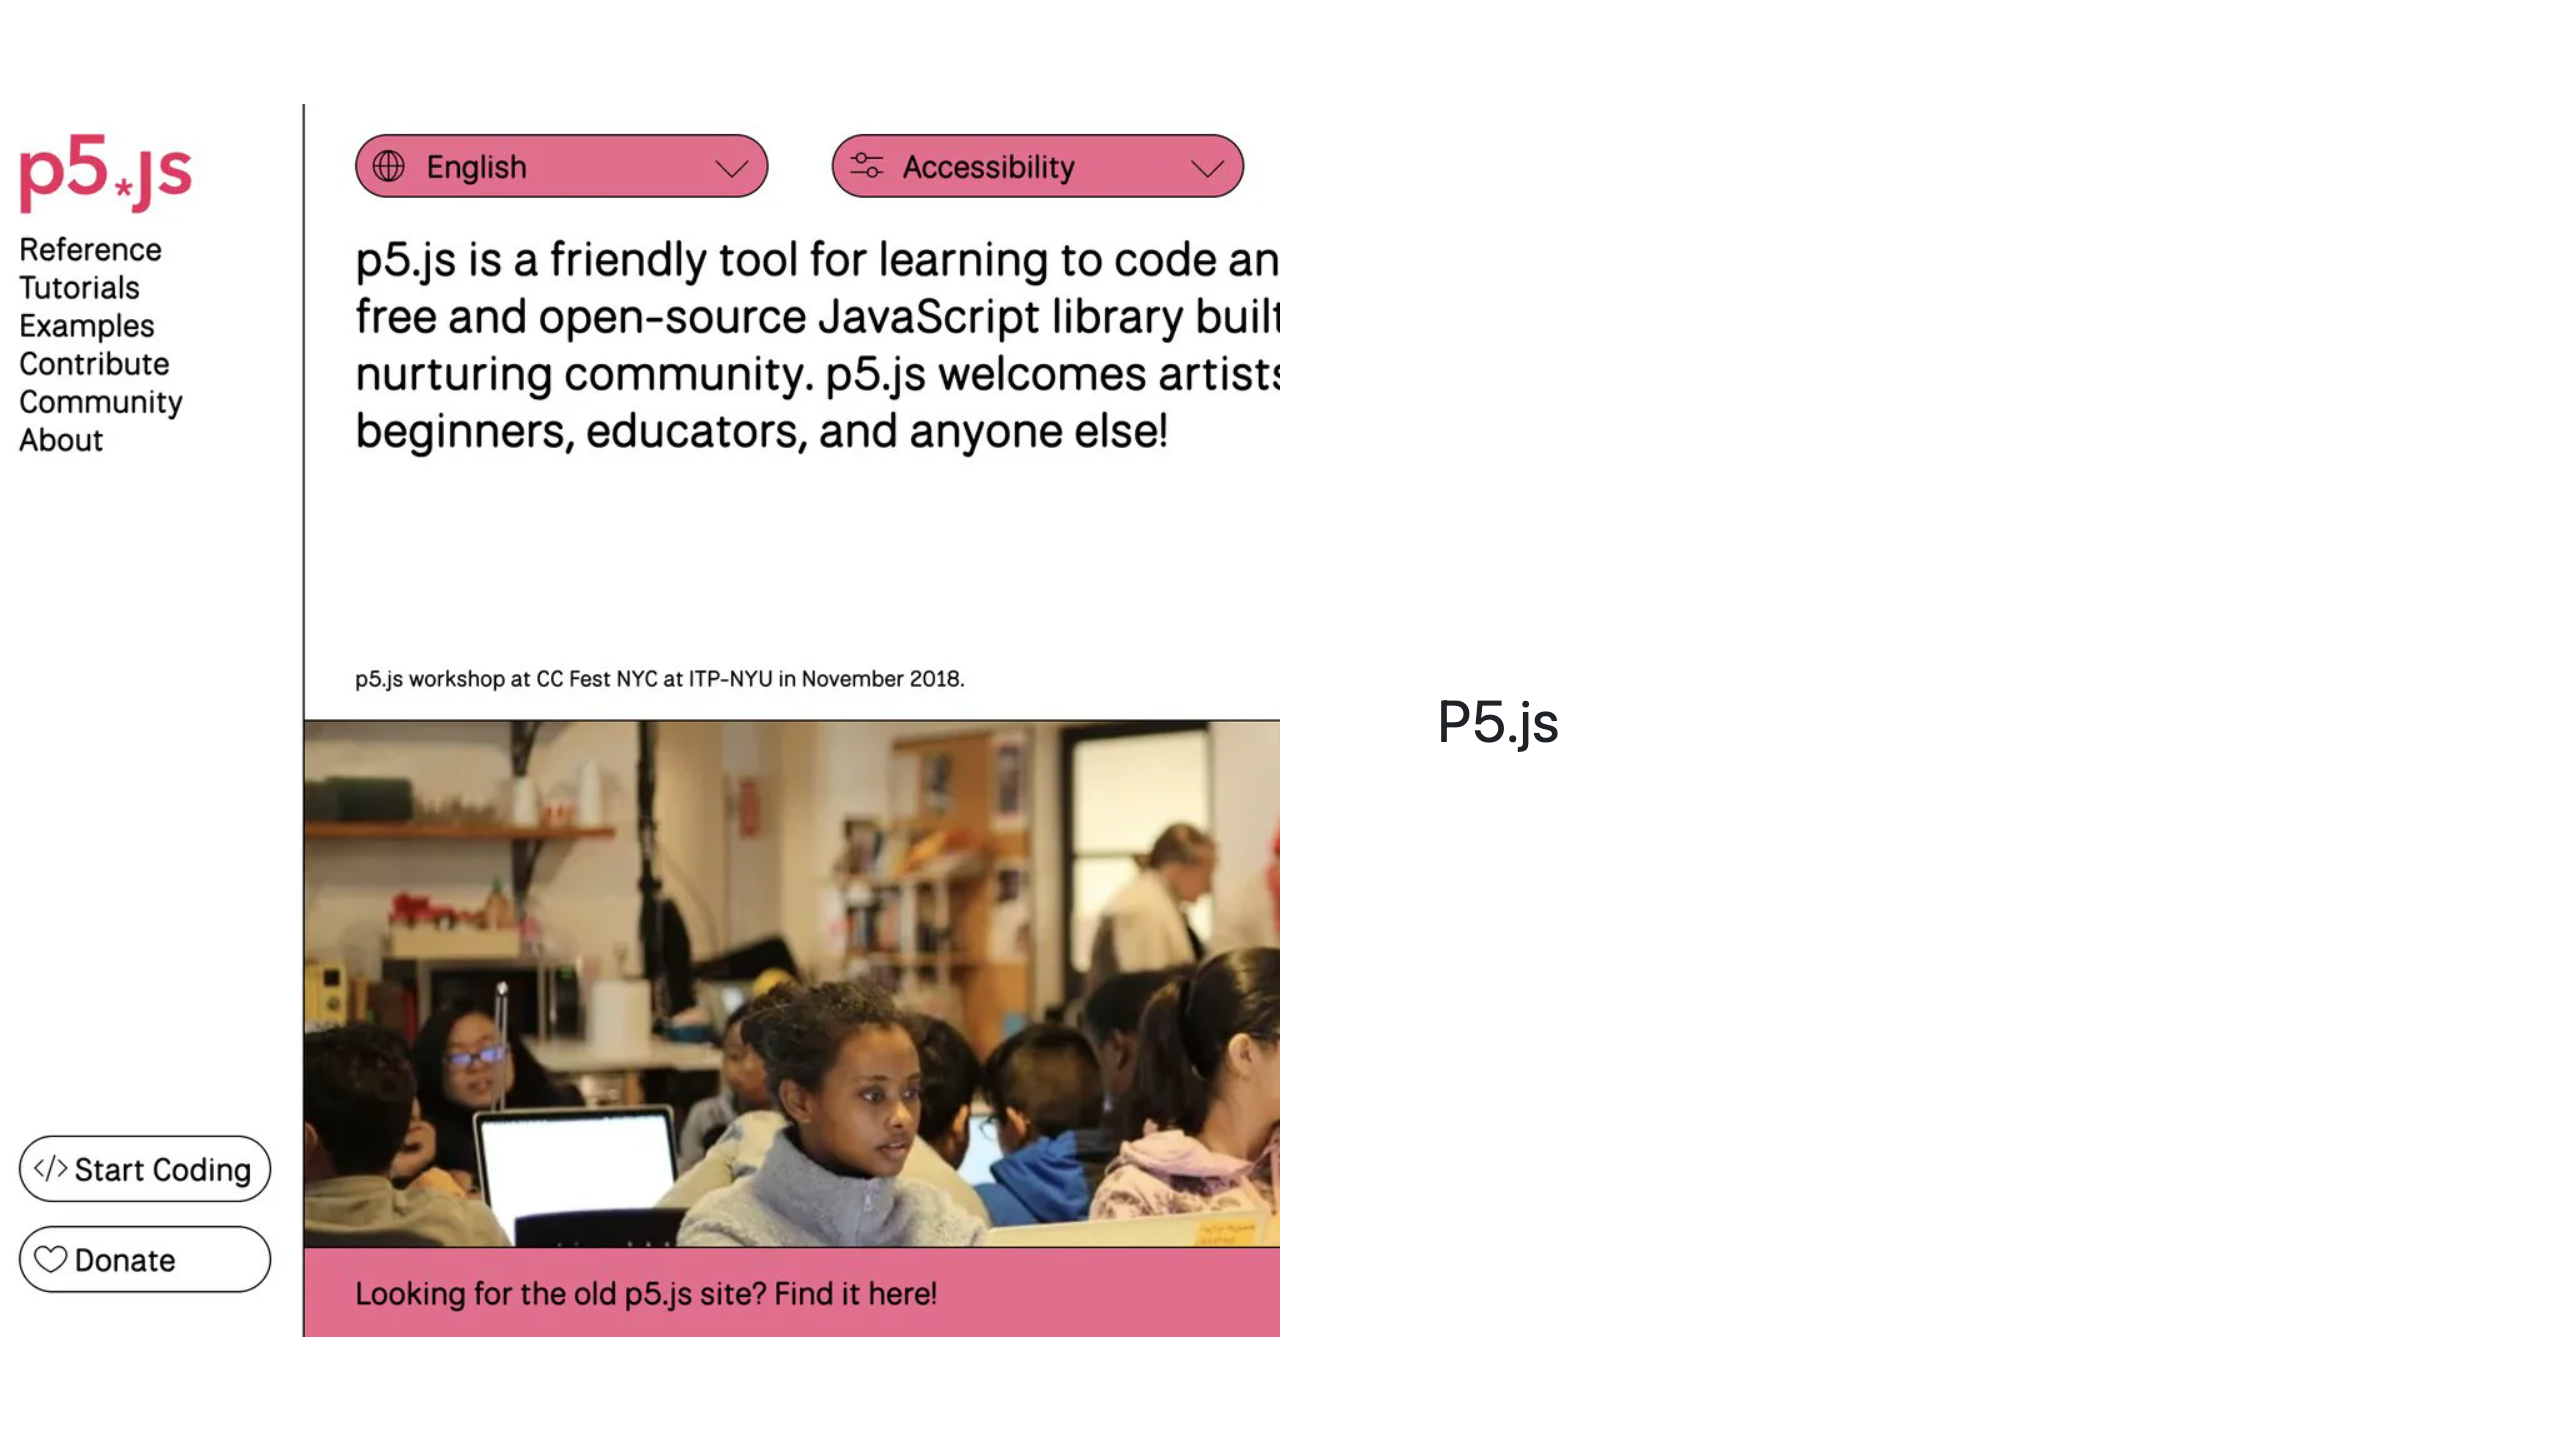 p5*js
Reference
Tutorials
Examples
Contribute
Community
About
</> Start Coding
Donate
English
Accessibility
p5.js is a friendly tool for learning to code an
free and open-source JavaScript library built
nurturing community. p5.js welcomes artists
beginners, educators, and anyone else!
p5.js workshop at CC Fest NYC at ITP-NYU in November 2018.
Looking for the old p5.js site? Find it here!
P5.js